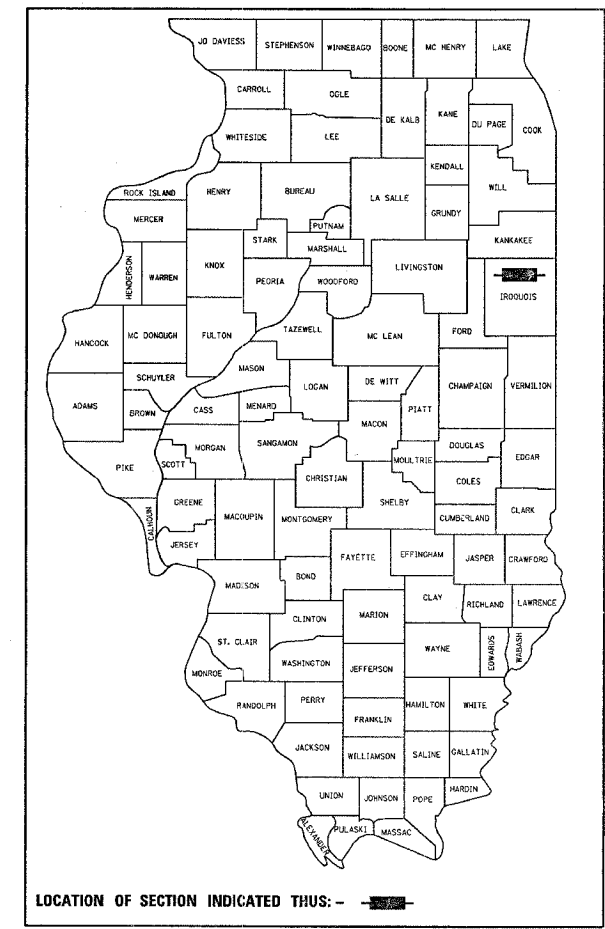 JO DAVIESS STEPHENSON WINNEBAGO BOONE MC HENRY LAKE
CARROLL OGLE DE KALB KANE DU PAGE COOK
WHITESIDE LEE KENDALL WILL
ROCK ISLAND HENRY BUREAU LA SALLE GRUNDY
MERCER PUTNAM
STARK MARSHALL KANKAKEE
HENDERSON WARREN KNOX PEORIA WOODFORD LIVINGSTON IROQUOIS
HANCOCK MC DONOUGH FULTON TAZEWELL MC LEAN FORD
SCHUYLER MASON LOGAN DE WITT CHAMPAIGN VERMILION
ADAMS BROWN CASS MENARD MACON PIATT
MORGAN SANGAMON DOUGLAS EDGAR
PIKE SCOTT CHRISTIAN MOULTRIE COLES
GREENE MACOUPIN MONTGOMERY SHELBY CUMBERLAND CLARK
CALHOUN JERSEY FAYETTE EFFINGHAM JASPER CRAWFORD
MADISON BOND CLAY RICHLAND LAWRENCE
CLINTON MARION
ST. CLAIR WASHINGTON JEFFERSON WAYNE EDWARDS WABASH
MONROE
RANDOLPH PERRY FRANKLIN HAMILTON WHITE
JACKSON WILLIAMSON SALINE GALLATIN
UNION JOHNSON POPE HARDIN
ALEXANDER PULASKI MASSAC
LOCATION OF SECTION INDICATED THUS:-